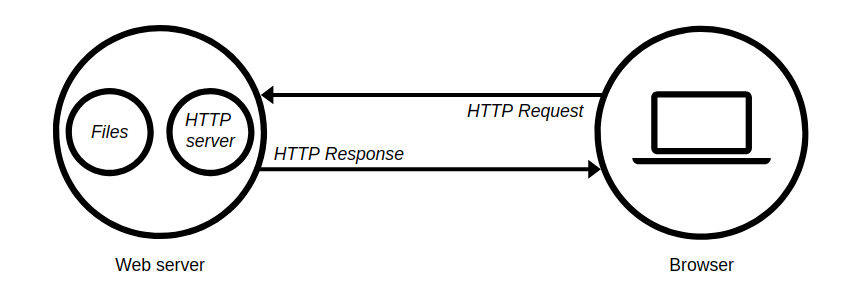 Files
HTTP
server
HTTP Request
HTTP Response
Web server
Browser